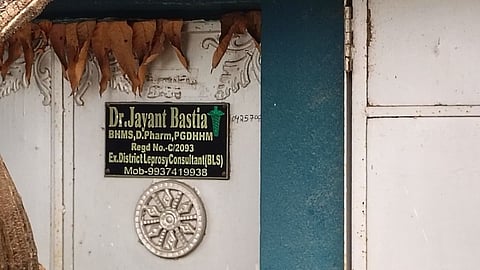 Dr.Jayant Bastia
BHMS,D.Pharm,PGDHHM
Regd No.-C/2093
Ex.District Leprosy Consultant(BLS)
Mob-9937419938